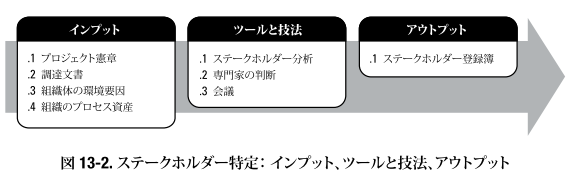 インプット
.1 プロジェクト憲章
.2 調達文書
.3 組織体の環境要因
.4 組織のプロセス資産
ツールと技法
.1 ステークホルダー分析
.2 専門家の判断
.3 会議
アウトプット
.1 ステークホルダー登録簿
図 13-2. ステークホルダー特定： インプット、ツールと技法、アウトプット